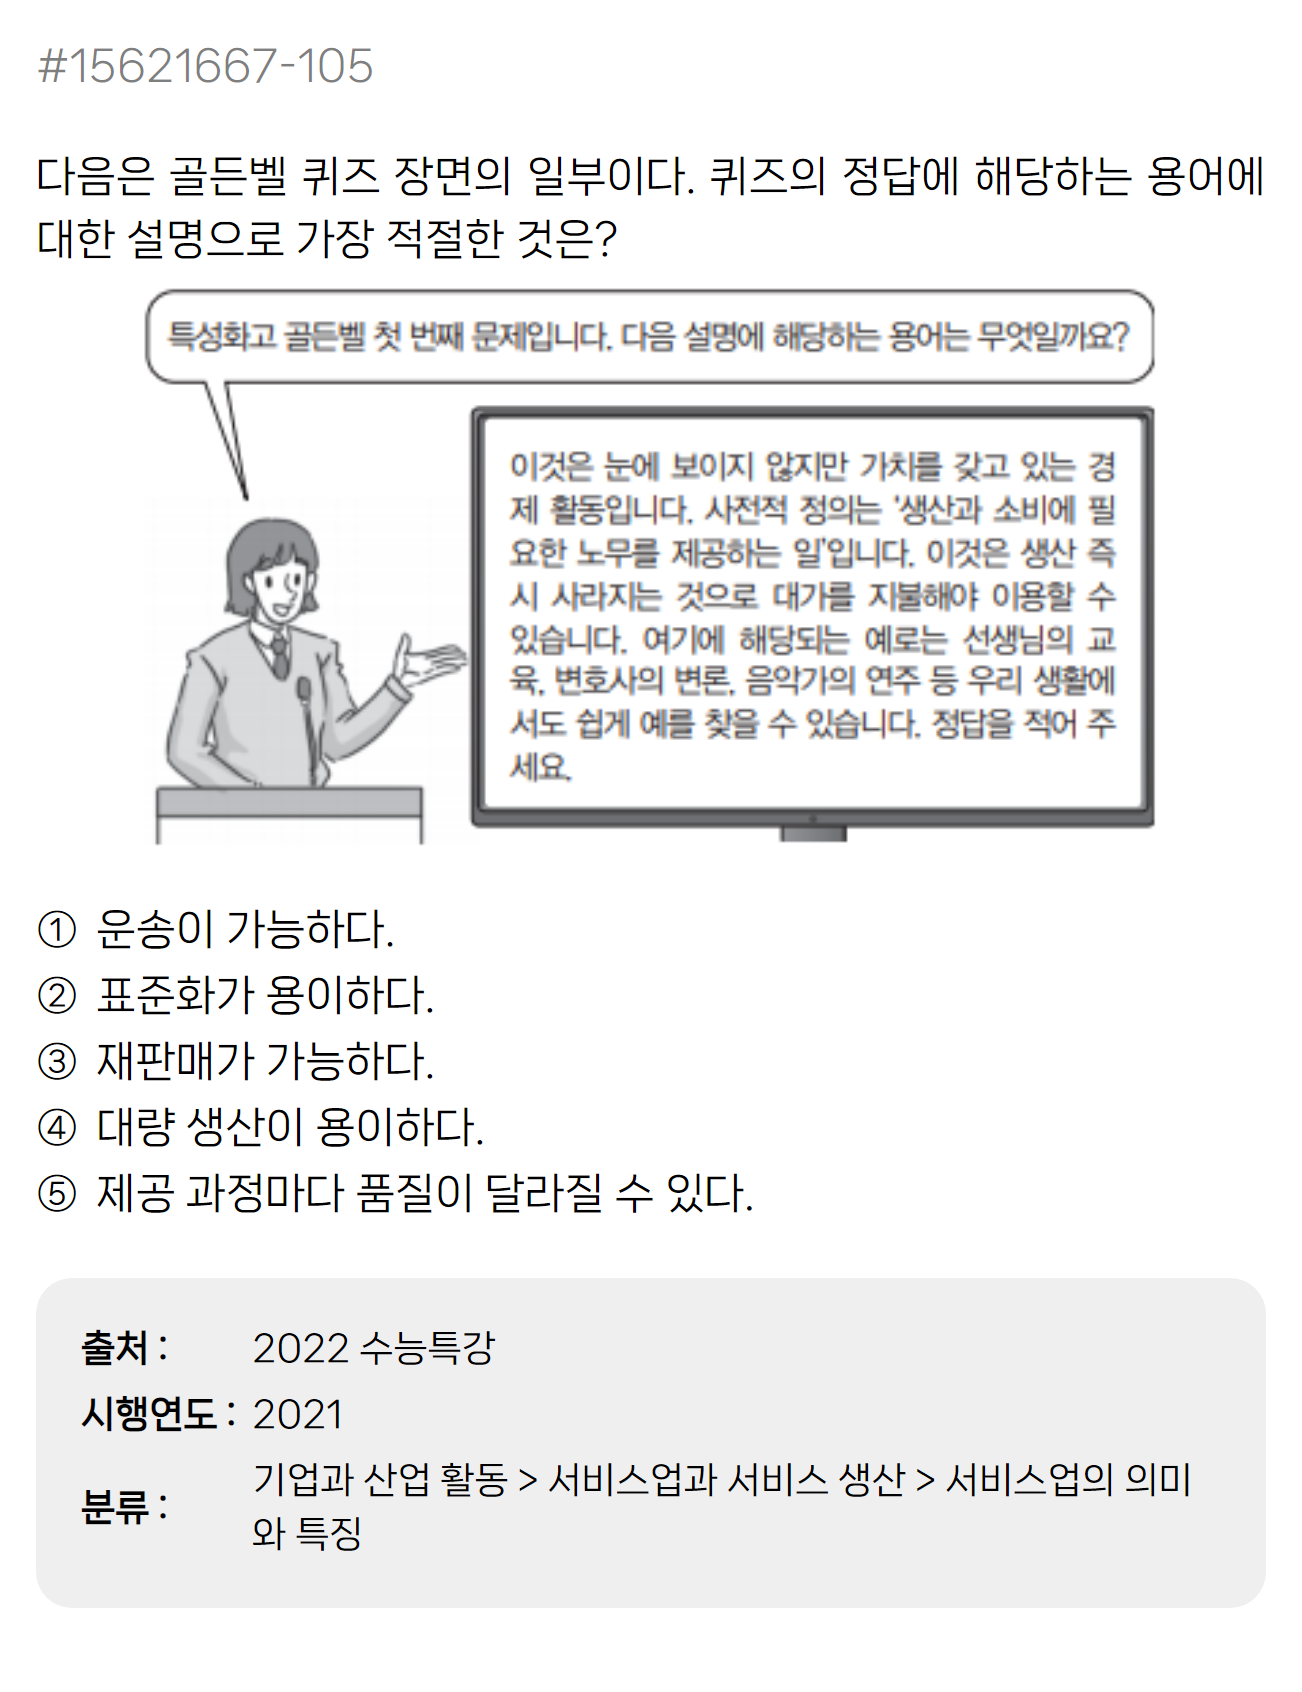 #15621667-105
다음은 골든벨 퀴즈 장면의 일부이다. 퀴즈의 정답에 해당하는 용어에
대한 설명으로 가장 적절한 것은?
특성화고 골든벨 첫 번째 문제입니다. 다음 설명에 해당하는 용어는 무엇일까요?
이것은 눈에 보이지 않지만 가치를 갖고 있는 경
제 활동입니다. 사전적 정의는 '생산과 소비에 필
요한 노무를 제공하는 일'입니다. 이것은 생산 즉
시 사라지는 것으로 대가를 지불해야 이용할 수
있습니다. 여기에 해당되는 예로는 선생님의 교
육, 변호사의 변론, 음악가의 연주 등 우리 생활에
서도 쉽게 예를 찾을 수 있습니다. 정답을 적어 주
세요.
① 운송이 가능하다.
② 표준화가 용이하다.
③ 재판매가 가능하다.
④ 대량 생산이 용이하다.
⑤ 제공 과정마다 품질이 달라질 수 있다.
출처 : 2022 수능특강
시행연도 : 2021
분류 : 기업과 산업 활동 > 서비스업과 서비스 생산 > 서비스업의 의미
와 특징